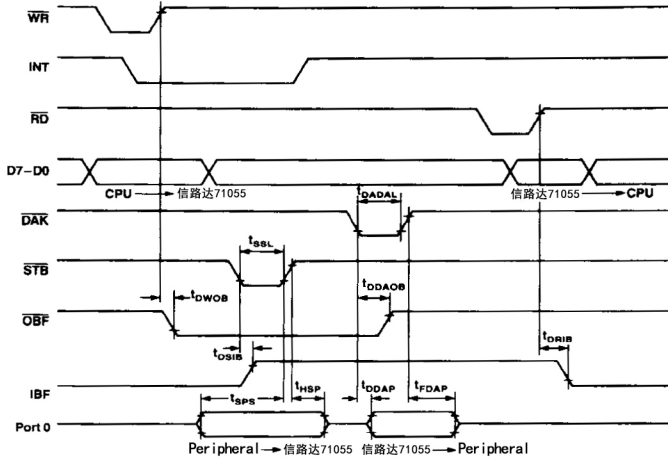 WR
INT
RD
D7-D0
CPU → 信路达71055
信路达71055 → CPU
tDADAL
DAK
tSSL
STB
tDWOB
tDDAOB
OBF
tDSIB
tDRIB
IBF
tSPS
tHSP
tDDAP
tFDAP
Port 0
Peripheral → 信路达71055
信路达71055 → Peripheral